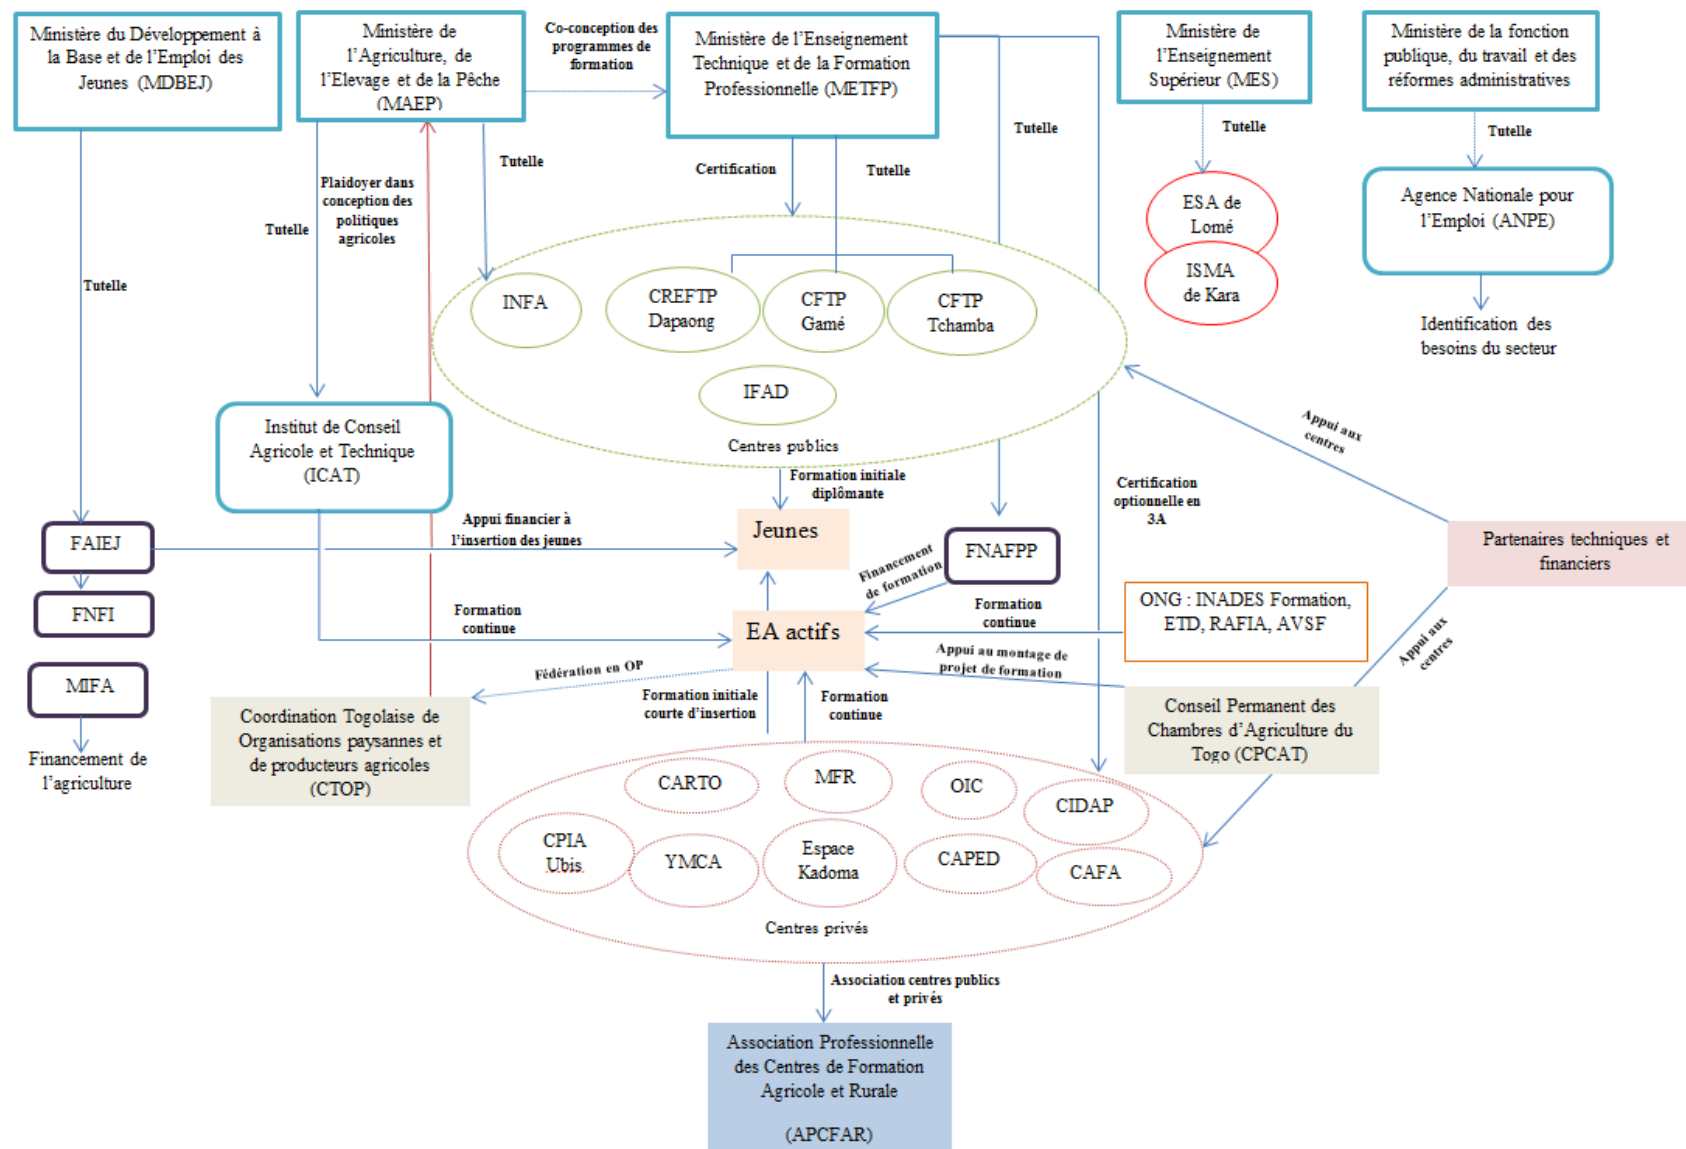 Ministère du Développement à
la Base et de l'Emploi des
Jeunes (MDBEJ)
Ministère de
l'Agriculture, de
l'Elevage et de la Pêche
(MAEP)
Co-conception des
programmes de
formation
Ministère de l'Enseignement
Technique et de la Formation
Professionnelle (METFP)
Ministère de
l'Enseignement
Supérieur (MES)
Ministère de la fonction
publique, du travail et des
réformes administratives
Tutelle
Tutelle
Tutelle
Tutelle
Certification
Tutelle
Plaidoyer dans
conception des
politiques
agricoles
Tutelle
Tutelle
ESA de
Lomé
ISMA
de Kara
Agence Nationale pour
l'Emploi (ANPE)
Identification des
besoins du secteur
INFA
CREFTP
Dapaong
CFTP
Gamé
CFTP
Tchamba
IFAD
Centres publics
Institut de Conseil
Agricole et Technique
(ICAT)
Formation initiale
diplômante
Appui aux
centres
Certification
optionnelle en
3A
FAIEJ
Appui financier à
l'insertion des jeunes
Jeunes
FNAFPP
Partenaires techniques et
financiers
Financement
de formation
FNFI
Formation
continue
EA actifs
Formation
continue
ONG : INADES Formation,
ETD, RAFIA, AVSF
Appui aux
centres
MIFA
Fédération en OP
Appui au montage de
projet de formation
Formation initiale
courte d'insertion
Formation
continue
Financement de
l'agriculture
Coordination Togolaise de
Organisations paysannes et
de producteurs agricoles
(CTOP)
Conseil Permanent des
Chambres d'Agriculture du
Togo (CPCAT)
CARTO
MFR
OIC
CIDAP
CPIA
Ubis
YMCA
Espace
Kadoma
CAPED
CAFA
Centres privés
Association centres publics
et privés
Association Professionnelle
des Centres de Formation
Agricole et Rurale
(APCFAR)